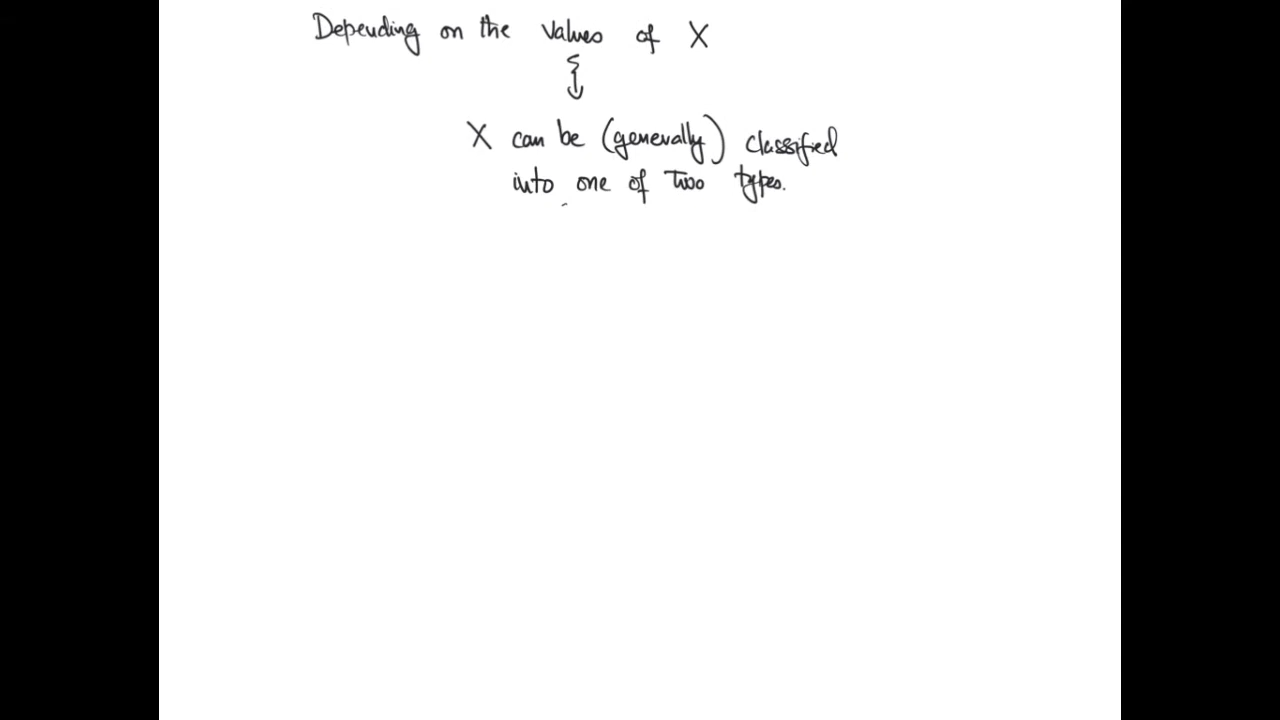 Depending on the values of X
X can be (generally) classified
into one of two types.